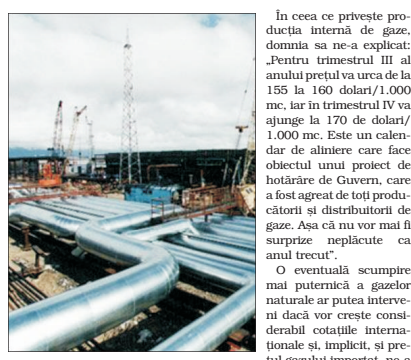 În ceea ce privește pro-
ducția internă de gaze,
domnia sa ne-a explicat:
„Pentru trimestrul III al
anului prețul va urca de la
155 la 160 dolari/1.000
mc, iar în trimestrul IV va
ajunge la 170 de dolari/
1.000 mc. Este un calen-
dar de aliniere care face
obiectul unui proiect de
hotărâre de Guvern, care
a fost agreat de toți produ-
cătorii și distribuitorii de
gaze. Așa că nu vor mai fi
surprize neplăcute ca
anul trecut”.
O eventuală scumpire
mai puternică a gazelor
naturale ar putea interve-
ni dacă vor crește consi-
derabil cotațiile interna-
ționale și, implicit, și pre-
țul gazului importat, ne-a